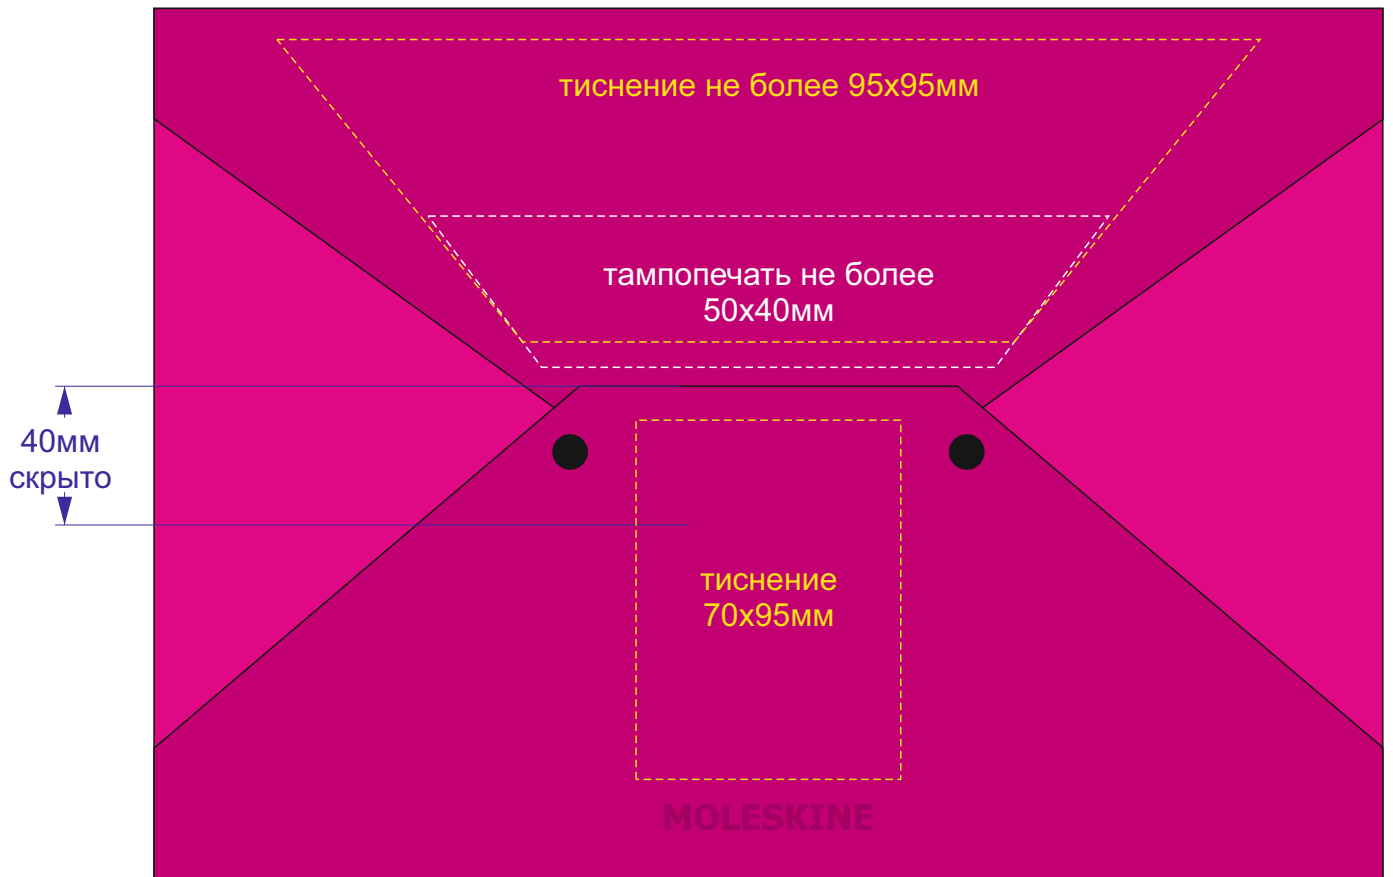 тиснение не более 95х95мм
тампопечать не более
50х40мм
40мм
скрыто
тиснение
70х95мм
MOLESKINE